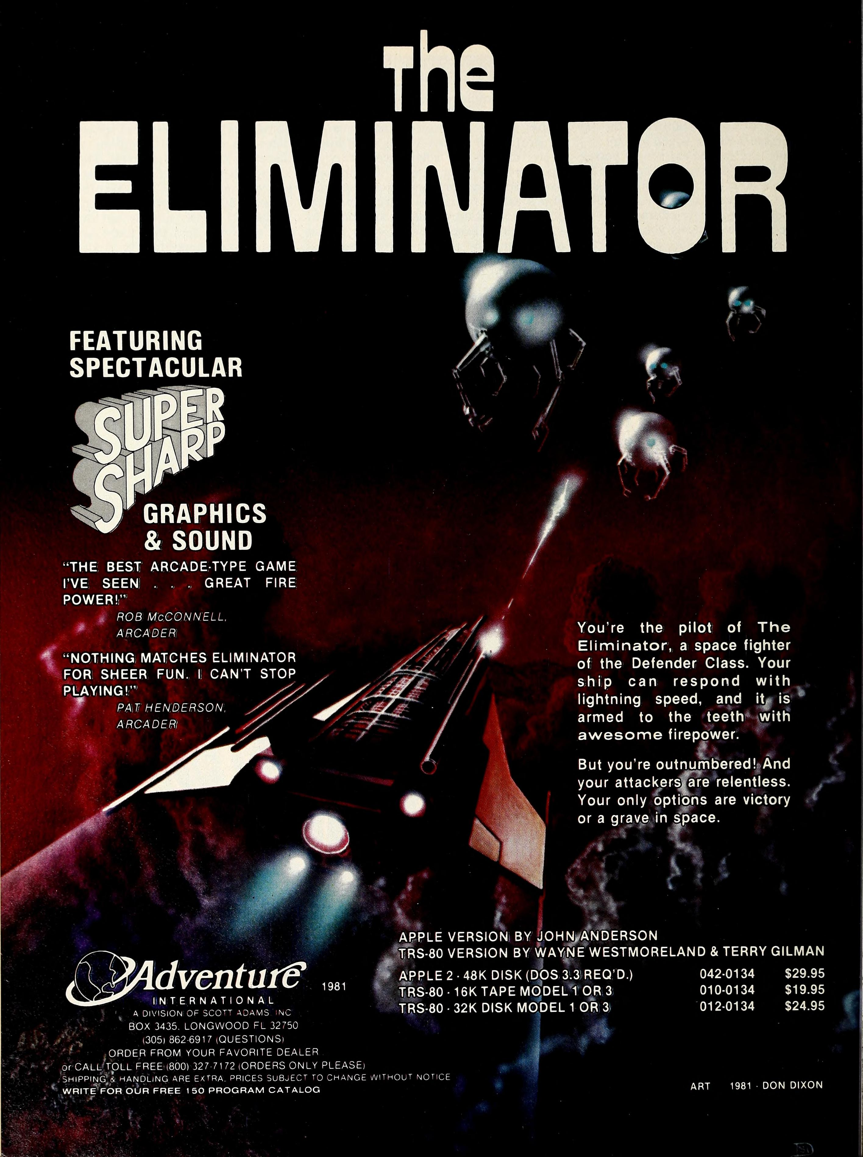 The
ELIMINATOR
FEATURING
SPECTACULAR
SUPER
SHARP
GRAPHICS
& SOUND
"THE BEST ARCADE-TYPE GAME
I'VE SEEN . . . GREAT FIRE
POWER!"
ROB McCONNELL,
ARCADER
"NOTHING MATCHES ELIMINATOR
FOR SHEER FUN. I CAN'T STOP
PLAYING!"
PAT HENDERSON,
ARCADER
You're the pilot of The
Eliminator, a space fighter
of the Defender Class. Your
ship can respond with
lightning speed, and it is
armed to the teeth with
awesome firepower.
But you're outnumbered! And
your attackers are relentless.
Your only options are victory
or a grave in space.
APPLE VERSION BY JOHN ANDERSON
TRS-80 VERSION BY WAYNE WESTMORELAND & TERRY GILMAN
APPLE 2 - 48K DISK (DOS 3.3 REQ'D.) 042-0134 $29.95
TRS-80 - 16K TAPE MODEL 1 OR 3 010-0134 $19.95
TRS-80 - 32K DISK MODEL 1 OR 3 012-0134 $24.95
Adventure 1981
INTERNATIONAL
A DIVISION OF SCOTT ADAMS INC
BOX 3435, LONGWOOD FL 32750
(305) 862-6917 (QUESTIONS)
ORDER FROM YOUR FAVORITE DEALER
or CALL TOLL FREE (800) 327-7172 (ORDERS ONLY PLEASE)
SHIPPING & HANDLING ARE EXTRA. PRICES SUBJECT TO CHANGE WITHOUT NOTICE
WRITE FOR OUR FREE 150 PROGRAM CATALOG
ART 1981 - DON DIXON